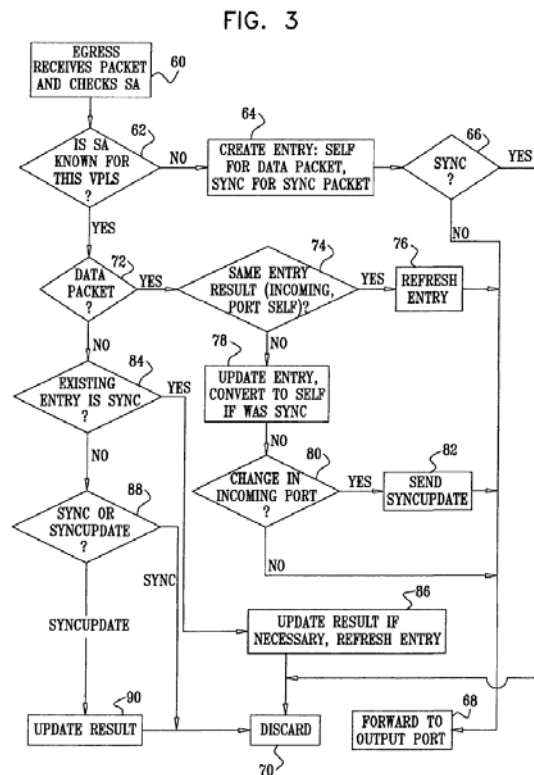 FIG. 3
EGRESS
RECEIVES PACKET
AND CHECKS SA
60
IS SA
KNOWN FOR
THIS VPLS
?
62
NO
YES
64
CREATE ENTRY: SELF
FOR DATA PACKET,
SYNC FOR SYNC PACKET
66
SYNC
?
YES
NO
72
DATA
PACKET
?
YES
NO
74
SAME ENTRY
RESULT (INCOMING,
PORT SELF)?
YES
NO
76
REFRESH
ENTRY
78
UPDATE ENTRY,
CONVERT TO SELF
IF WAS SYNC
NO
84
EXISTING
ENTRY IS SYNC
?
YES
NO
80
CHANGE IN
INCOMING PORT
?
YES
NO
82
SEND
SYNCUPDATE
88
SYNC OR
SYNCUPDATE
?
SYNC
SYNCUPDATE
86
UPDATE RESULT IF
NECESSARY, REFRESH ENTRY
90
UPDATE RESULT
DISCARD
70
68
FORWARD TO
OUTPUT PORT